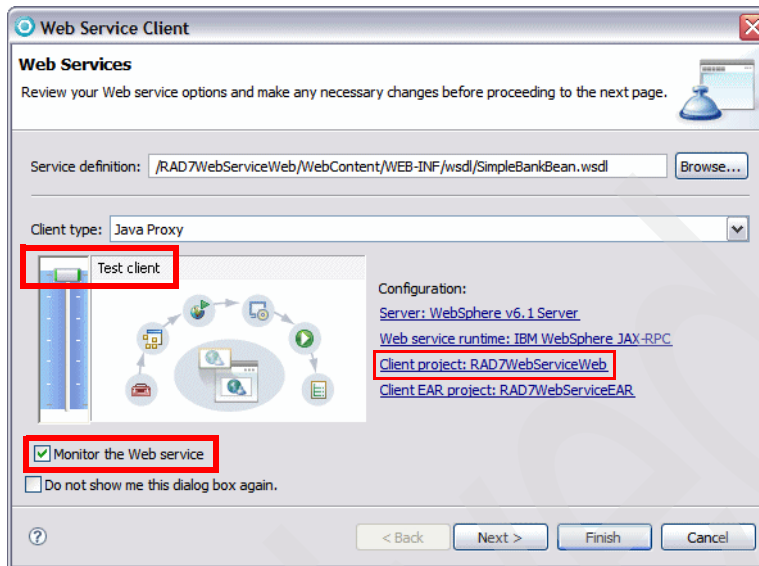 Web Service Client
Web Services
Review your Web service options and make any necessary changes before proceeding to the next page.
Service definition: /RAD7WebServiceWeb/WebContent/WEB-INF/wsdl/SimpleBankBean.wsdl Browse...
Client type: Java Proxy
Test client
Configuration:
Server: WebSphere v6.1 Server
Web service runtime: IBM WebSphere JAX-RPC
Client project: RAD7WebServiceWeb
Client EAR project: RAD7WebServiceEAR
Monitor the Web service
Do not show me this dialog box again.
? < Back Next > Finish Cancel